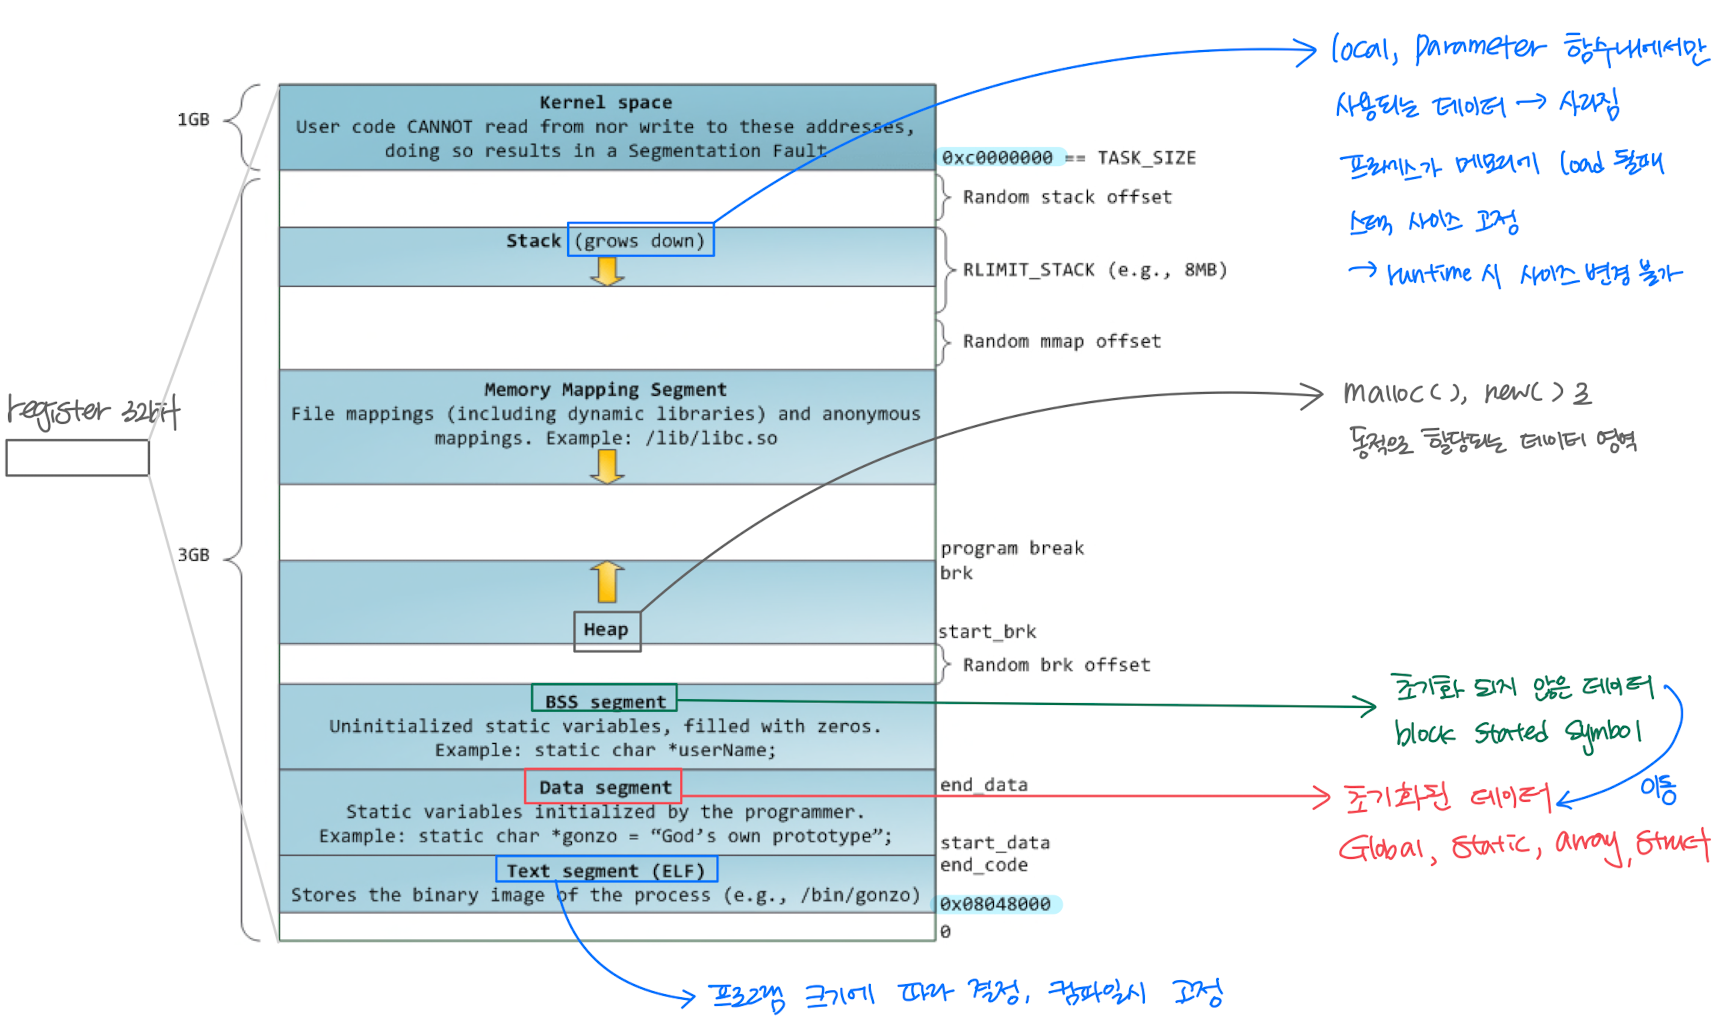 local, parameter 함수내에서만
사용되는 데이터 → 사라짐
프로세스가 메모리에 load 될때
스택 사이즈 고정
→ runtime시 사이즈 변경 불가
1GB
Kernel space
User code CANNOT read from nor write to these addresses,
doing so results in a Segmentation Fault
0xc0000000 == TASK_SIZE
Random stack offset
Stack (grows down)
RLIMIT_STACK (e.g., 8MB)
Random mmap offset
Memory Mapping Segment
File mappings (including dynamic libraries) and anonymous
mappings. Example: /lib/libc.so
malloc(), new()로
동적으로 할당되는 데이터 영역
register 32bit
3GB
program break
brk
Heap
start_brk
Random brk offset
BSS segment
Uninitialized static variables, filled with zeros.
Example: static char *userName;
초기화 되지 않은 데이터
block stated symbol
이동
Data segment
Static variables initialized by the programmer.
Example: static char *gonzo = “God’s own prototype”;
end_data
초기화된 데이터
Global, static, array, struct
start_data
end_code
Text segment (ELF)
Stores the binary image of the process (e.g., /bin/gonzo)
0x08048000
0
프로그램 크기에 따라 결정, 컴파일시 고정